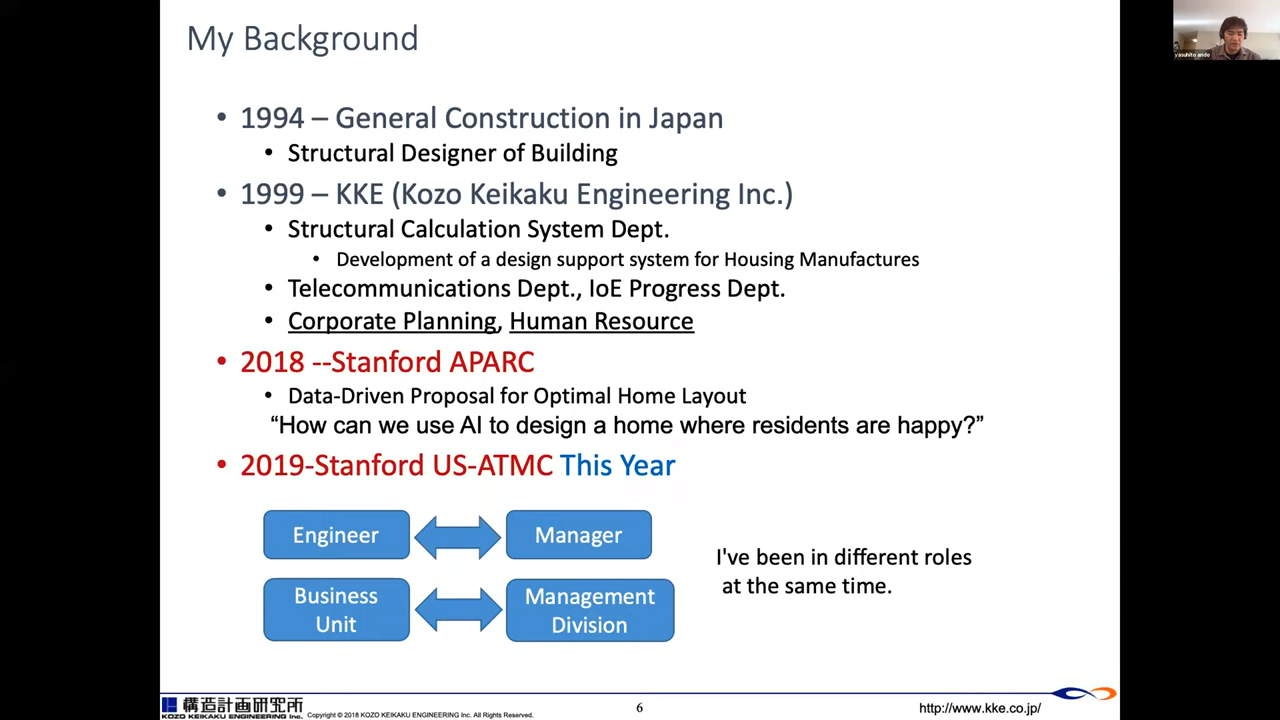 My Background
yasuhito ando
• 1994 – General Construction in Japan
• Structural Designer of Building
• 1999 – KKE (Kozo Keikaku Engineering Inc.)
• Structural Calculation System Dept.
• Development of a design support system for Housing Manufactures
• Telecommunications Dept., IoE Progress Dept.
• Corporate Planning, Human Resource
• 2018 --Stanford APARC
• Data-Driven Proposal for Optimal Home Layout
“How can we use AI to design a home where residents are happy?”
• 2019-Stanford US-ATMC This Year
Engineer
Manager
Business
Unit
Management
Division
I've been in different roles
at the same time.
構造計画研究所
KOZO KEIKAKU ENGINEERING Inc.
Copyright © 2018 KOZO KEIKAKU ENGINEERING Inc. All Rights Reserved.
6
http://www.kke.co.jp/